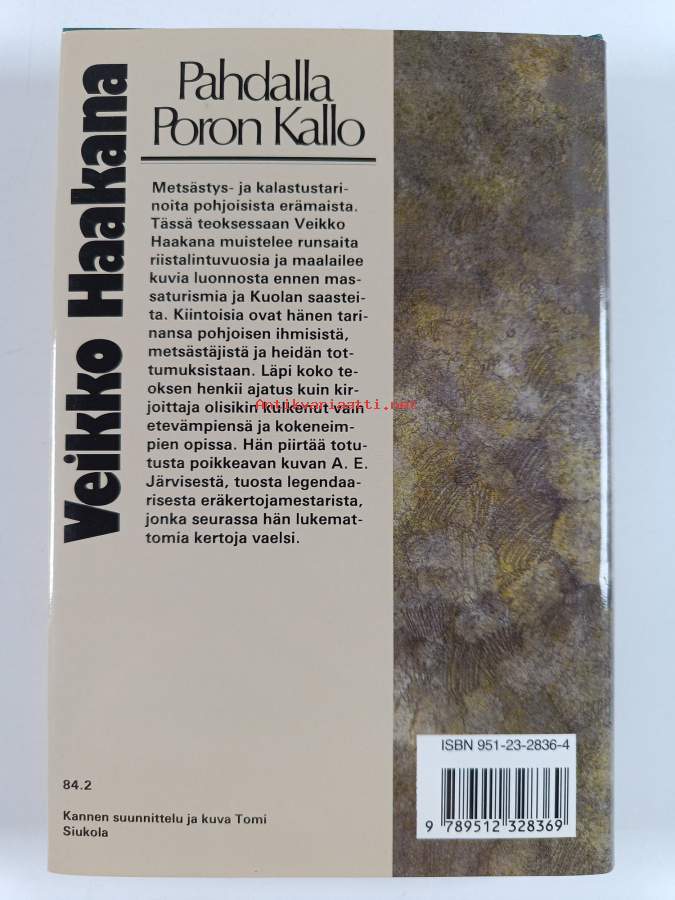 Veikko Haakana
Pahdalla
Poron Kallo
Metsästys- ja kalastustari-
noita pohjoisista erämaista.
Tässä teoksessaan Veikko
Haakana muistelee runsaita
riistalintuvuosia ja maalailee
kuvia luonnosta ennen mas-
saturismia ja Kuolan saastei-
ta. Kiintoisia ovat hänen tari-
nansa pohjoisen ihmisistä,
metsästäjistä ja heidän tot-
tumuksistaan. Läpi koko te-
oksen henkii ajatus kuin kir-
joittaja olisikin kulkenut vain
etevämpiensä ja kokeneim-
pien opissa. Hän piirtää totu-
tusta poikkeavan kuvan A. E.
Järvisestä, tuosta legendaa-
risesta eräkertojamestarista,
jonka seurassa hän lukemat-
tomia kertoja vaelsi.
Antikvariaatti.net
84.2
Kannen suunnittelu ja kuva Tomi
Siukola
ISBN 951-23-2836-4
9 789512 328369